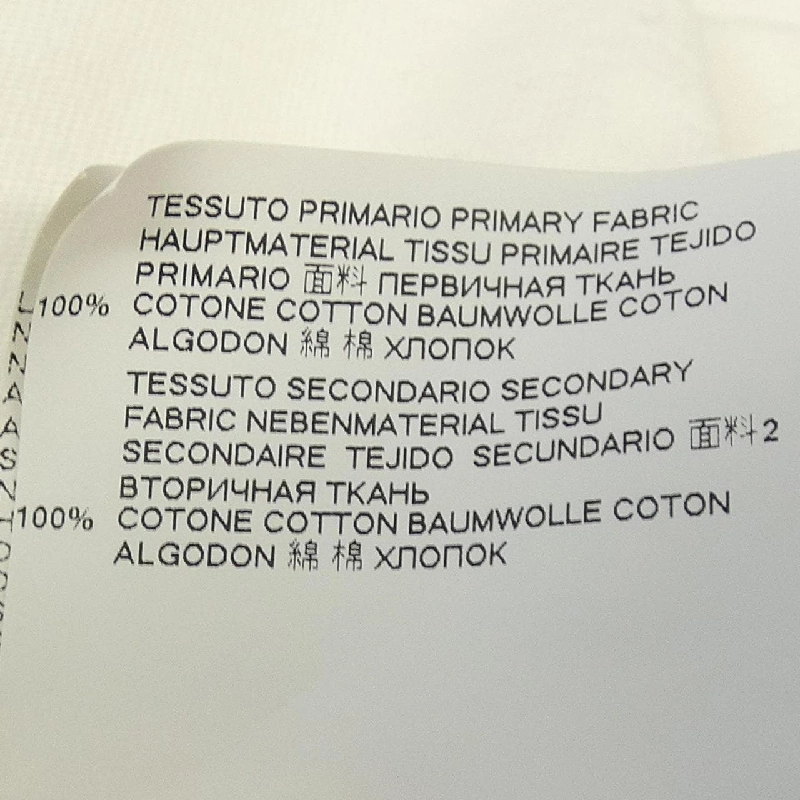 TESSUTO PRIMARIO PRIMARY FABRIC
HAUPTMATERIAL TISSU PRIMAIRE TEJIDO
PRIMARIO 面料 ПЕРВИЧНАЯ ТКАНЬ
100% COTONE COTTON BAUMWOLLE COTON
ALGODON 綿 棉 ХЛОПОК
TESSUTO SECONDARIO SECONDARY
FABRIC NEBENMATERIAL TISSU
SECONDAIRE TEJIDO SECUNDARIO 面料2
ВТОРИЧНАЯ ТКАНЬ
100% COTONE COTTON BAUMWOLLE COTON
ALGODON 綿 棉 ХЛОПОК